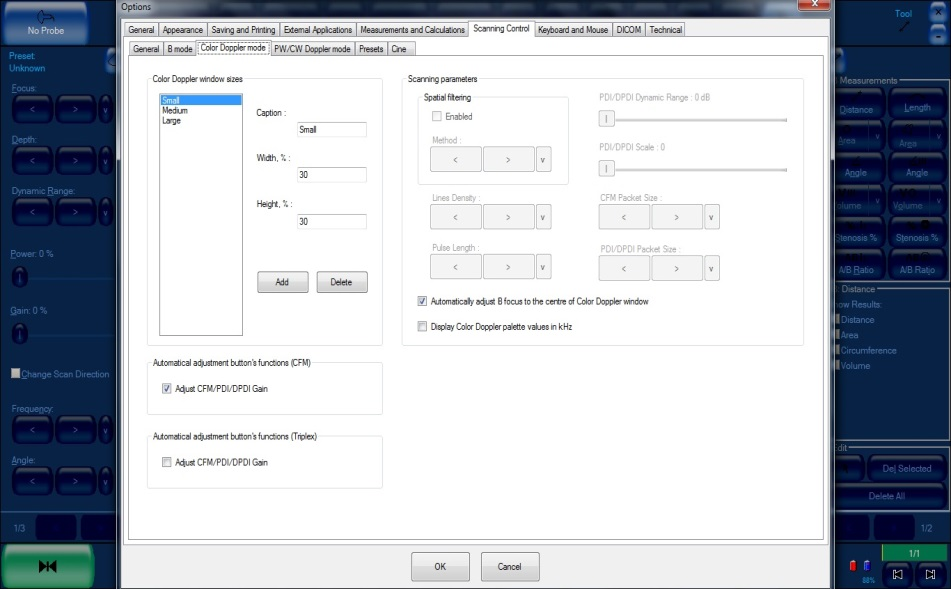 Options
No Probe
Tool
General Appearance Saving and Printing External Applications Measurements and Calculations Scanning Control Keyboard and Mouse DICOM Technical
General B mode Color Doppler mode PW/CW Doppler mode Presets Cine
Preset
Unknown
Focus:
< >
Depth:
< > v
Dynamic Range:
< > v
Power: 0 %
Gain: 0 %
Change Scan Direction
Frequency:
< > v
Angle:
< > v
1/3
Color Doppler window sizes
Small
Medium
Large
Caption :
Small
Width, % :
30
Height, % :
30
Add Delete
Automatical adjustment button's functions (CFM)
Adjust CFM/PDI/DPDI Gain
Automatical adjustment button's functions (Triplex)
Adjust CFM/PDI/DPDI Gain
Scanning parameters
Spatial filtering
Enabled
Method :
< > v
Lines Density :
< > v
Pulse Length :
< > v
PDI/DPDI Dynamic Range : 0 dB
PDI/DPDI Scale : 0
CFM Packet Size :
< > v
PDI/DPDI Packet Size :
< > v
Automatically adjust B focus to the centre of Color Doppler window
Display Color Doppler palette values in kHz
OK Cancel
Measurements
Distance Length
Area v Area v
Angle Angle
olume v Volume v
Stenosis % Stenosis %
A/B Ratio A/B Ratio
Distance
ow Results:
Distance
Area
Circumference
Volume
dit
Del Selected
Delete All
1/2
1/1